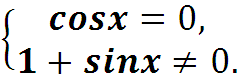 cosx = 0,
1 + sinx ≠ 0.